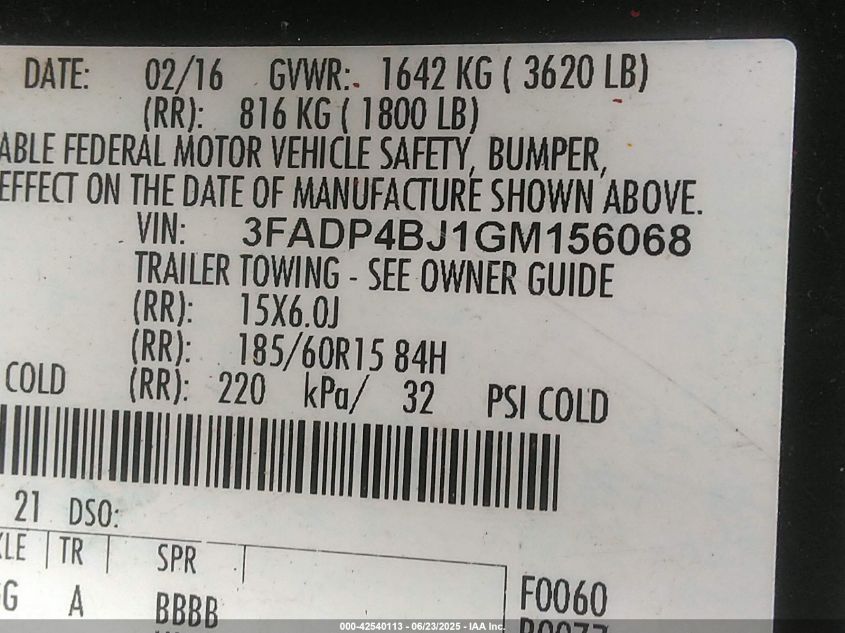 DATE: 02/16 GVWR: 1642 KG ( 3620 LB)
(RR): 816 KG ( 1800 LB)
ABLE FEDERAL MOTOR VEHICLE SAFETY, BUMPER,
EFFECT ON THE DATE OF MANUFACTURE SHOWN ABOVE.
VIN: 3FADP4BJ1GM156068
TRAILER TOWING - SEE OWNER GUIDE
(RR): 15X6.0J
(RR): 185/60R15 84H
COLD (RR): 220 kPa/ 32 PSI COLD
21 DSO:
TR SPR
A BBBB F0060
000-42540113 - 06/23/2025 - IAA Inc.